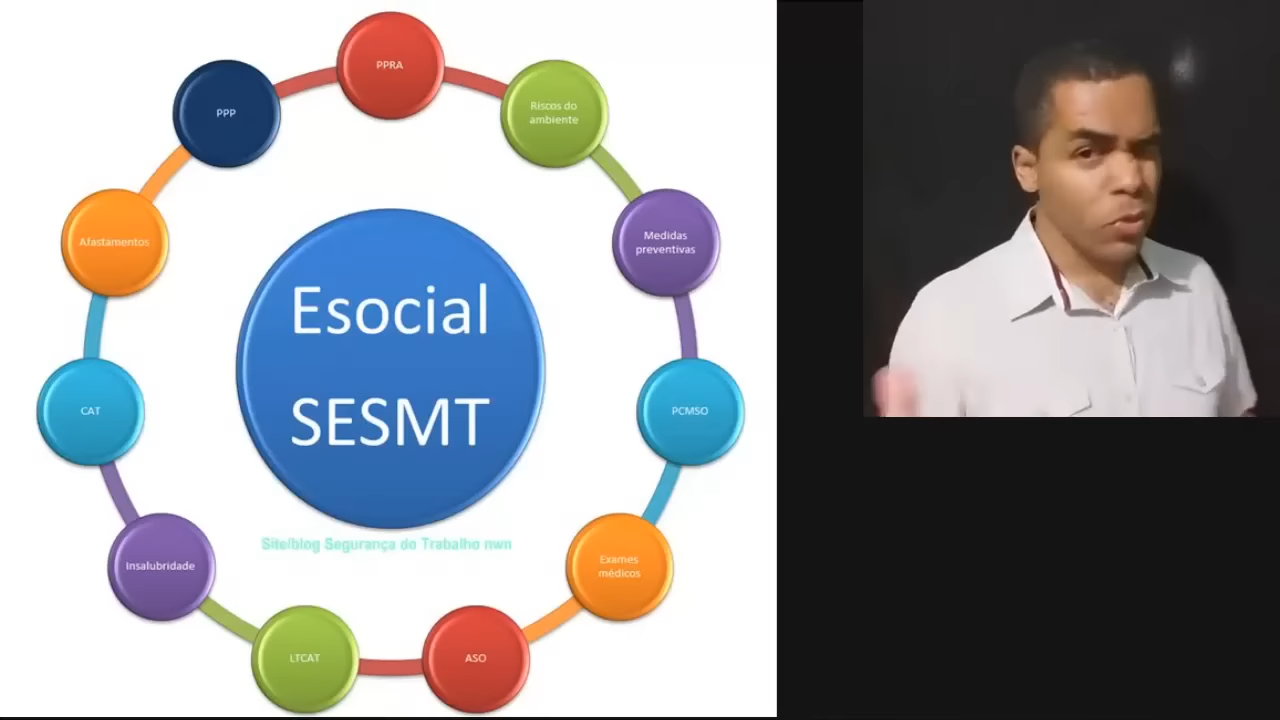 PPRA
Riscos do
ambiente
Medidas
preventivas
PCMSO
Exames
médicos
ASO
LTCAT
Insalubridade
CAT
Afastamentos
PPP
Esocial
SESMT
Site/blog Segurança do Trabalho nwn